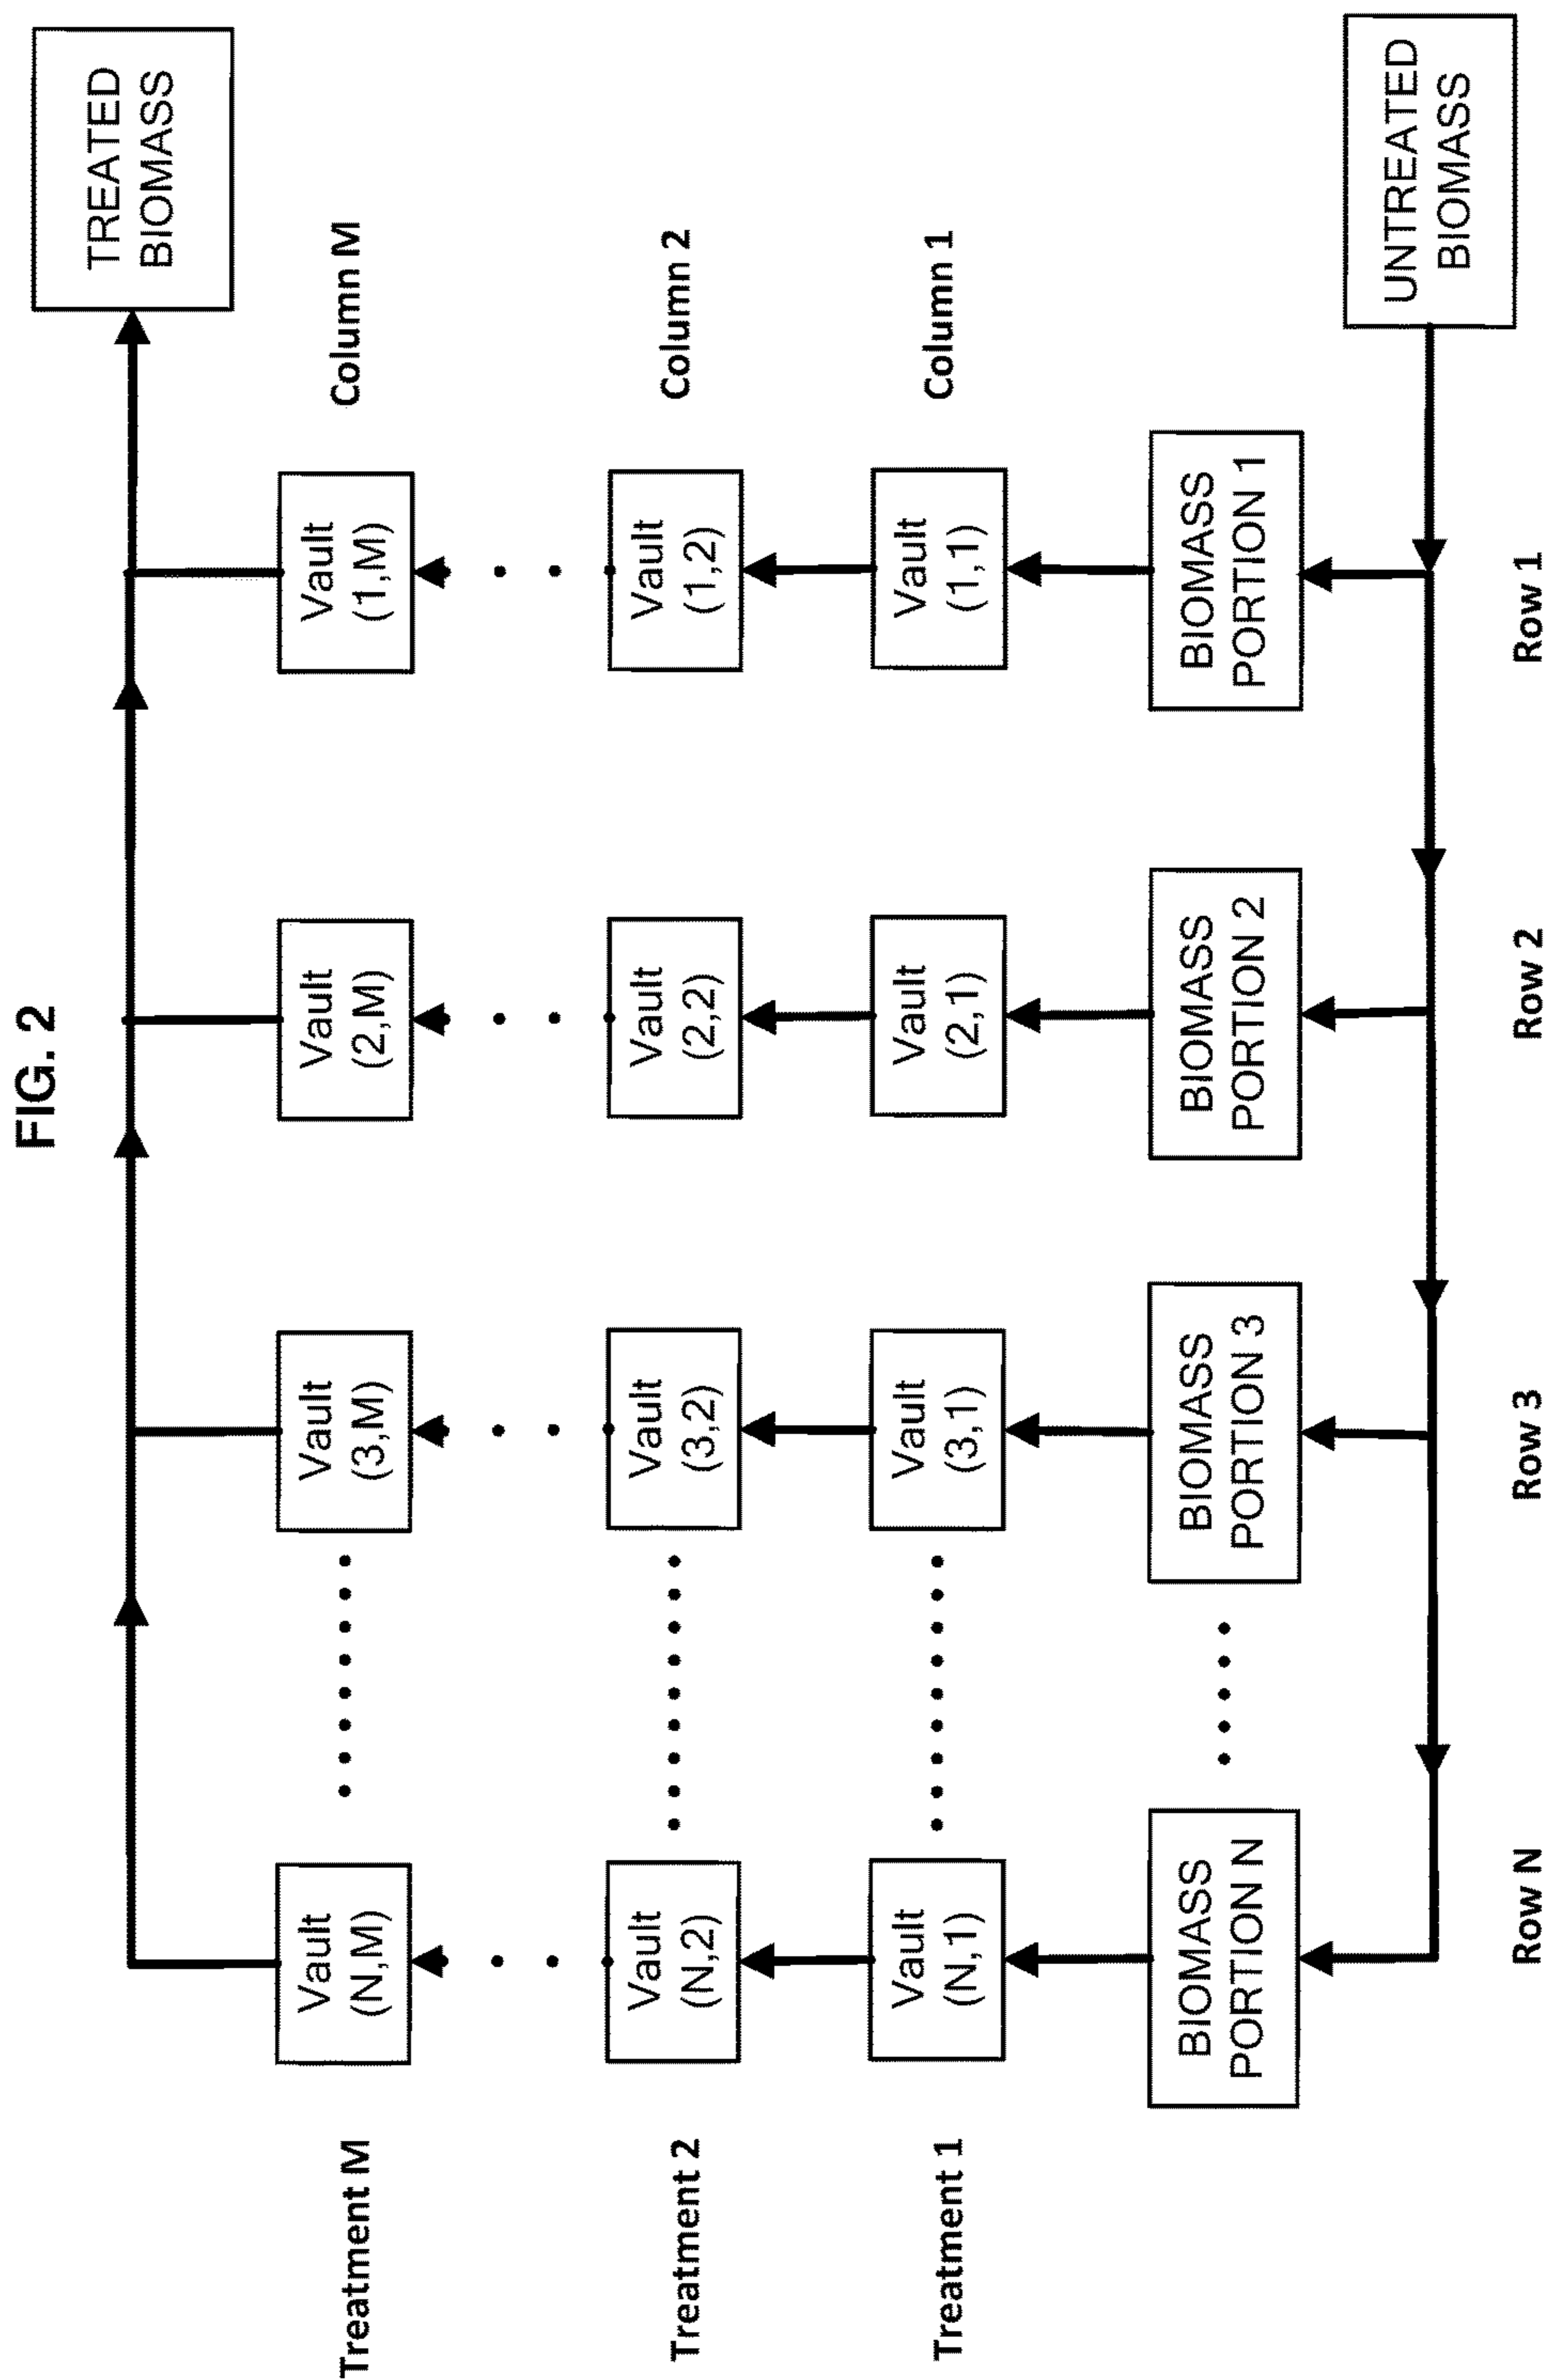 FIG. 2
TREATED
BIOMASS
Column M
Column 2
Column 1
UNTREATED
BIOMASS
Vault
(1,M)
Vault
(1,2)
Vault
(1,1)
BIOMASS
PORTION 1
Row 1
Vault
(2,M)
Vault
(2,2)
Vault
(2,1)
BIOMASS
PORTION 2
Row 2
Vault
(3,M)
Vault
(3,2)
Vault
(3,1)
BIOMASS
PORTION 3
Row 3
Vault
(N,M)
Vault
(N,2)
Vault
(N,1)
BIOMASS
PORTION N
Row N
Treatment M
Treatment 2
Treatment 1